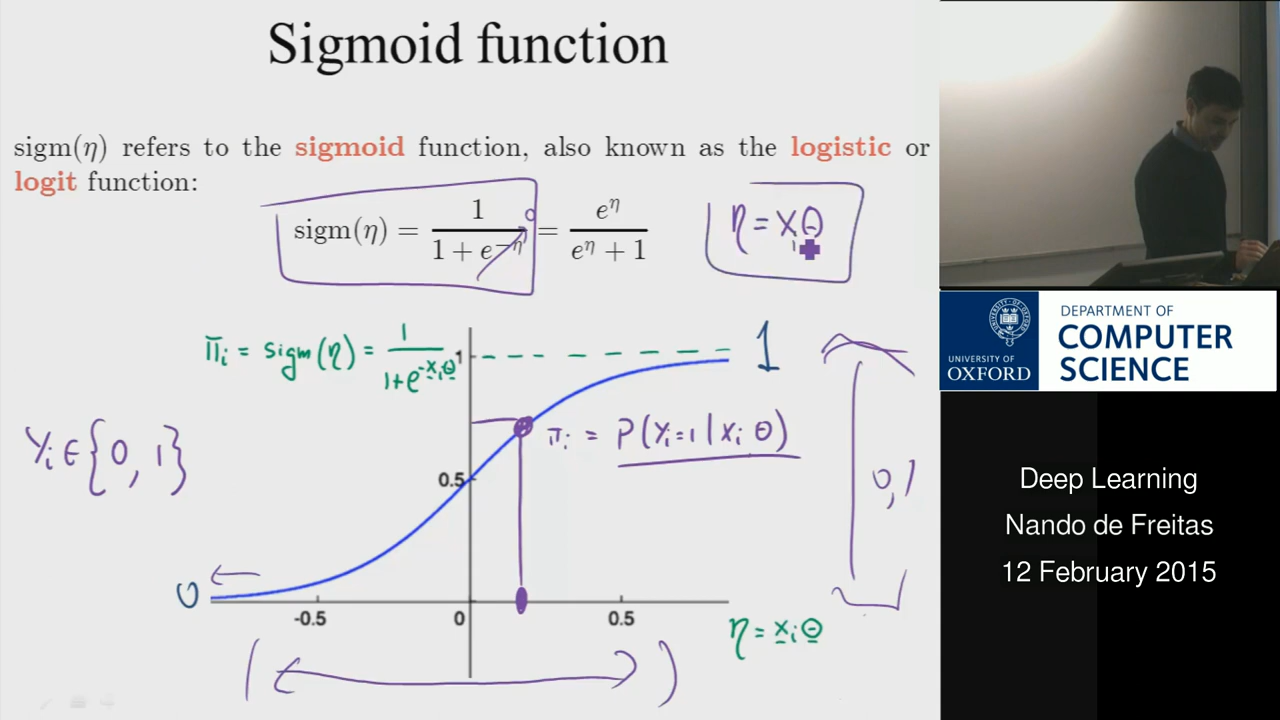 Sigmoid function
sigm(η) refers to the sigmoid function, also known as the logistic or
logit function:
sigm(η) = 1 / (1 + e^−η) = e^η / (e^η + 1)
0
η = xᵢθ
πᵢ = sigm(η) = 1 / (1+e^−xᵢθ)
1
1
πᵢ = P(yᵢ=1|xᵢ θ)
yᵢ ∈ {0, 1}
0.5
0,1
0
-0.5
0
0.5
η = xᵢθ
UNIVERSITY OF
OXFORD
DEPARTMENT OF
COMPUTER
SCIENCE
Deep Learning
Nando de Freitas
12 February 2015